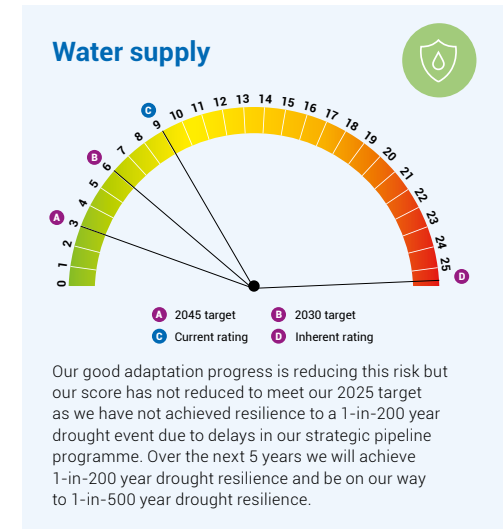 Water supply
0 1 2 3 4 5 6 7 8 9 10 11 12 13 14 15 16 17 18 19 20 21 22 23 24 25
A
B
C
D
A 2045 target B 2030 target
C Current rating D Inherent rating
Our good adaptation progress is reducing this risk but
our score has not reduced to meet our 2025 target
as we have not achieved resilience to a 1-in-200 year
drought event due to delays in our strategic pipeline
programme. Over the next 5 years we will achieve
1-in-200 year drought resilience and be on our way
to 1-in-500 year drought resilience.